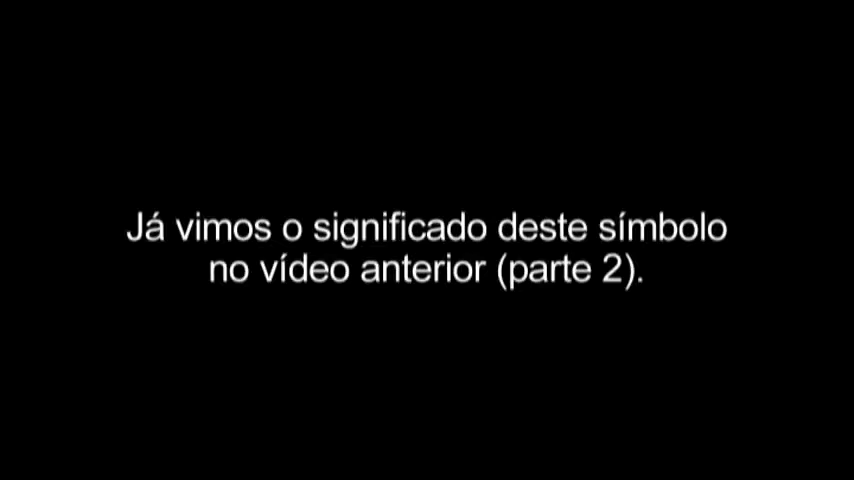 Já vimos o significado deste símbolo
no vídeo anterior (parte 2).